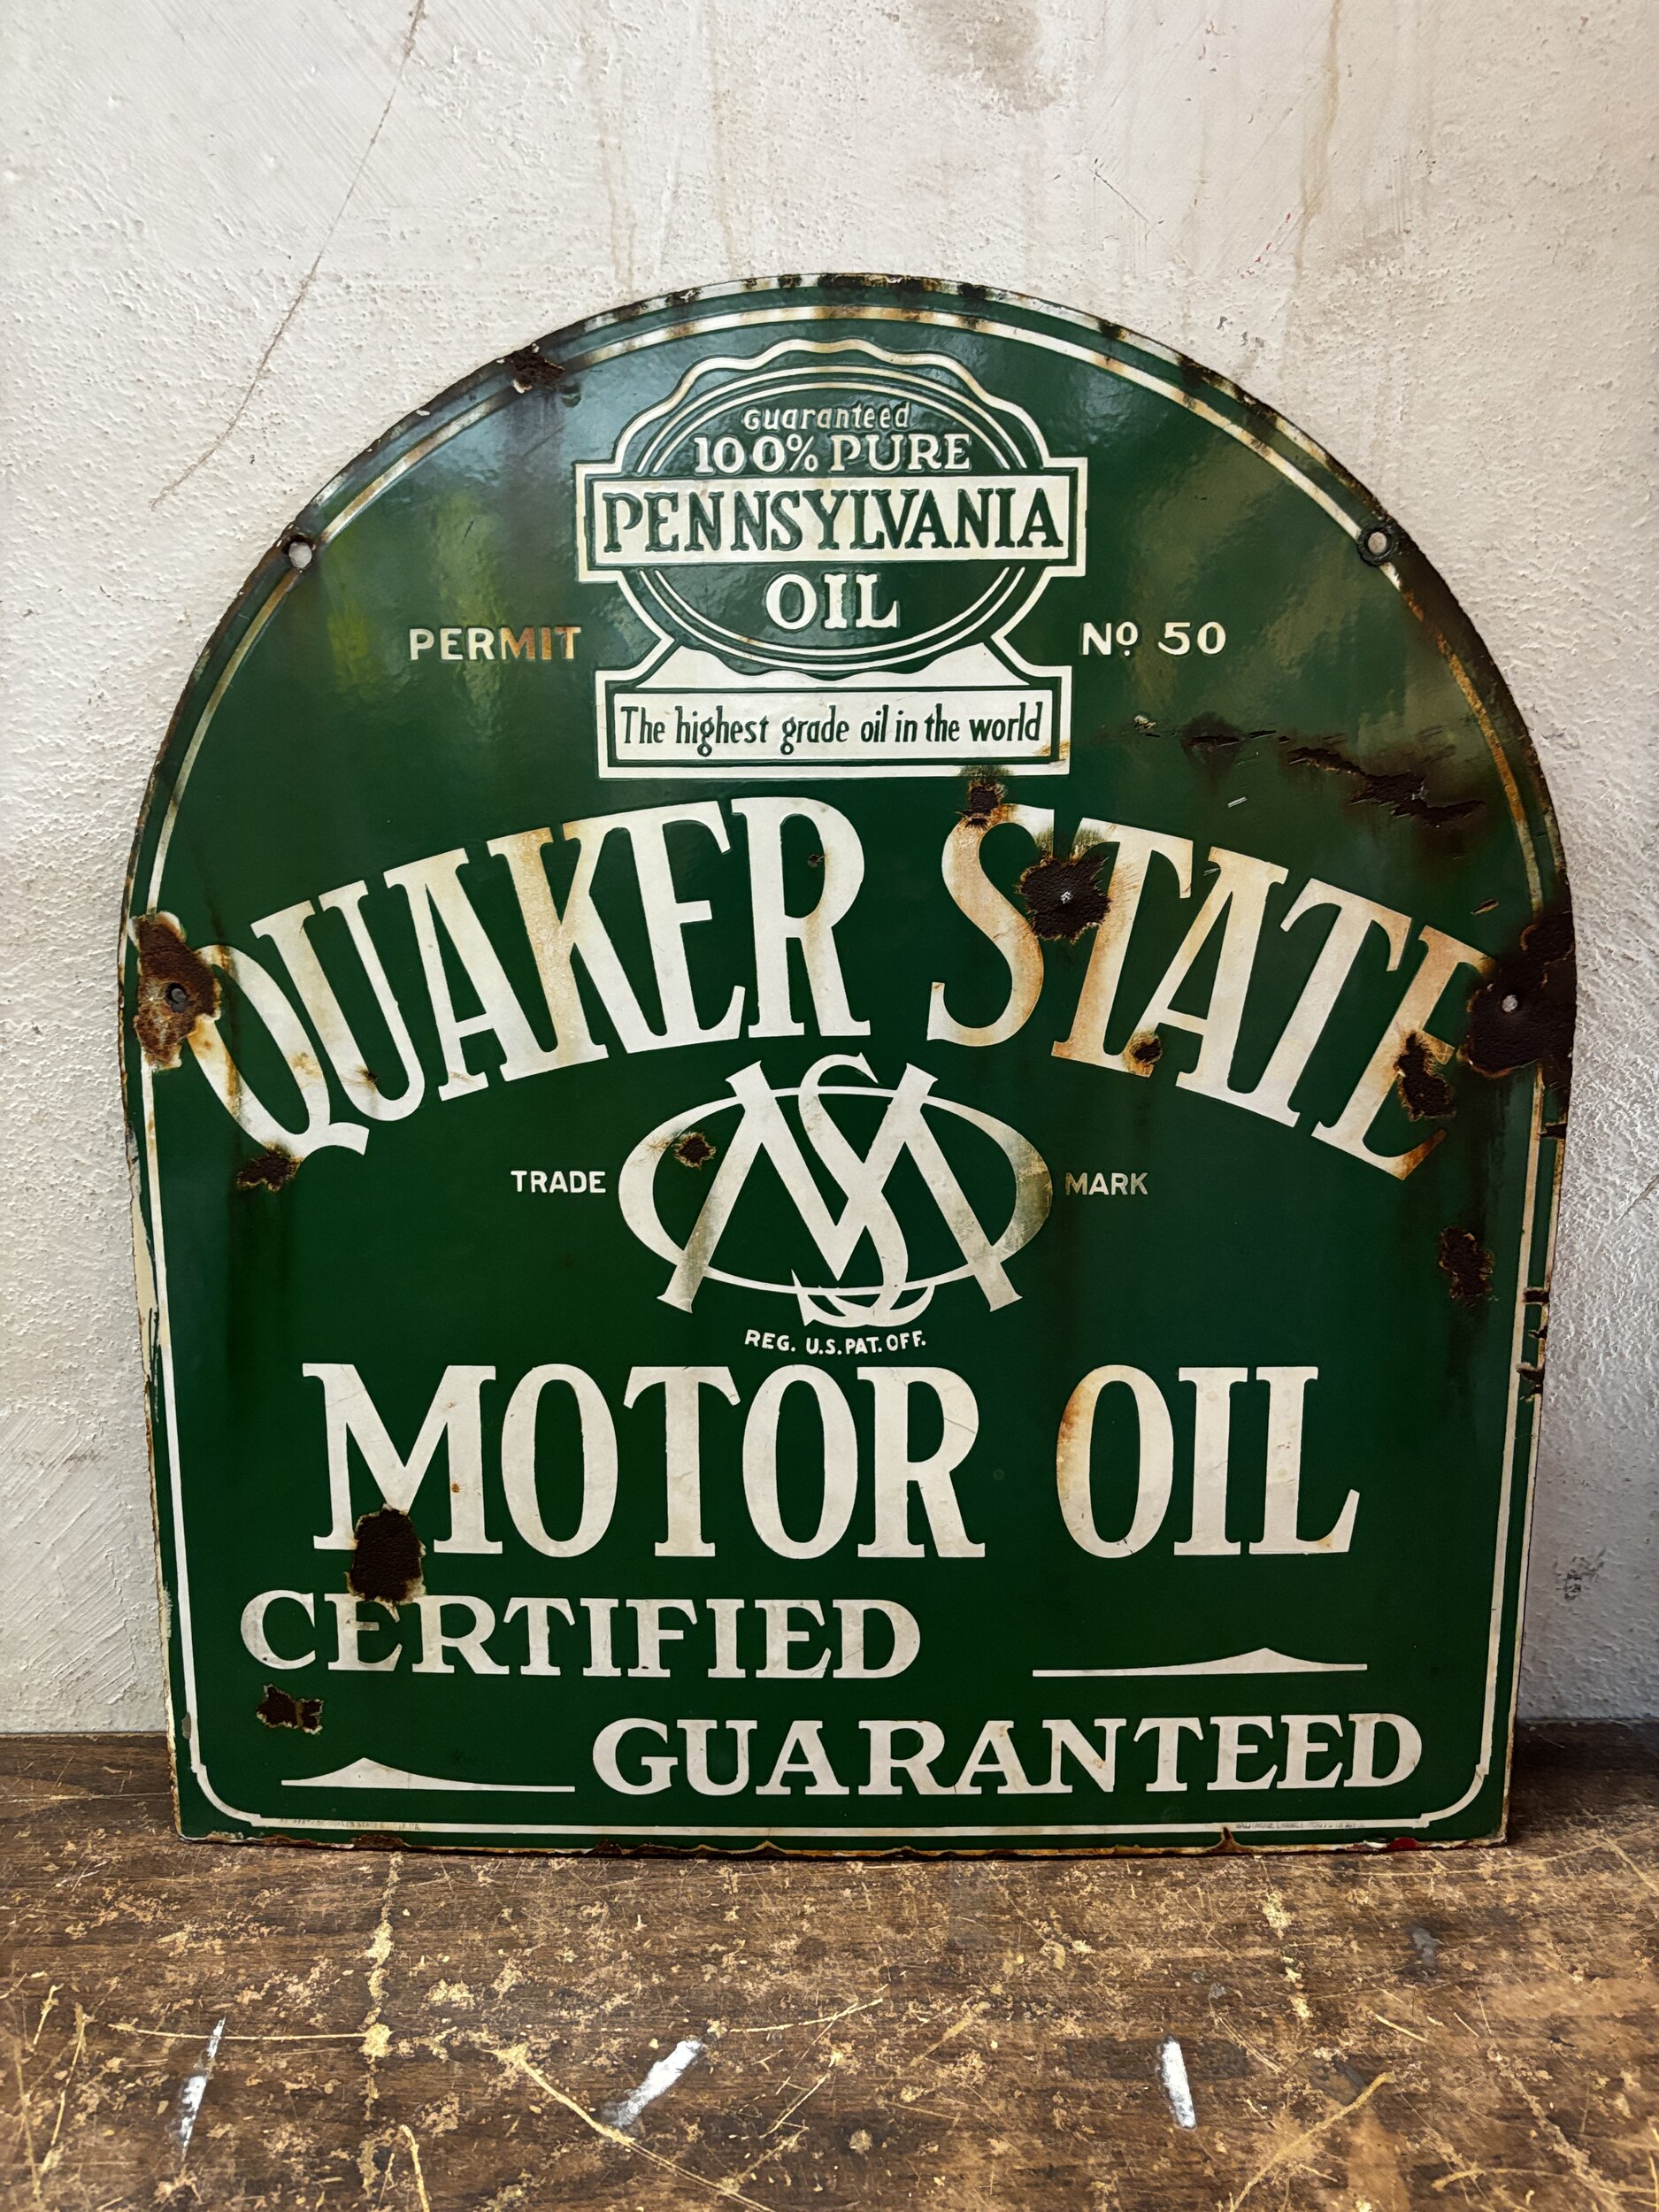 guaranteed
100% PURE
PENNSYLVANIA
OIL
PERMIT Nº 50
The highest grade oil in the world
QUAKER STATE
TRADE MARK
REG. U.S. PAT. OFF.
MOTOR OIL
CERTIFIED
GUARANTEED